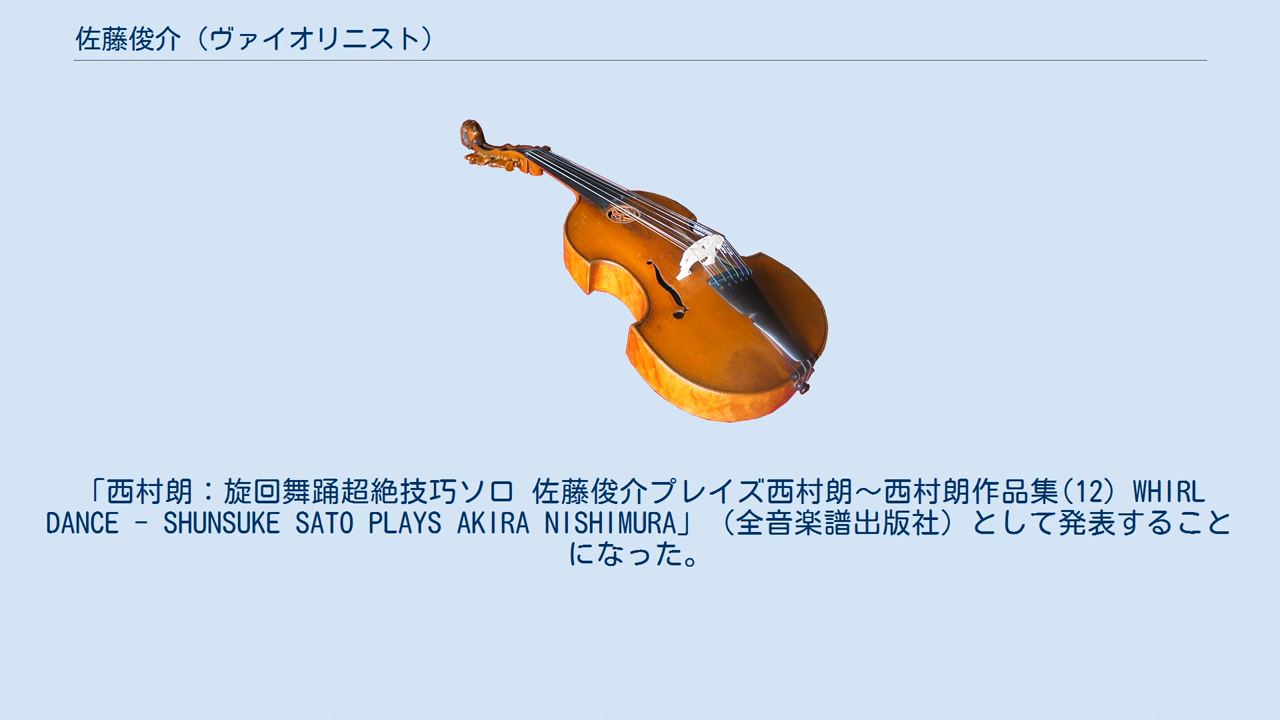 佐藤俊介（ヴァイオリニスト）
「西村朗：旋回舞踊超絶技巧ソロ 佐藤俊介プレイズ西村朗～西村朗作品集(12) WHIRL
DANCE - SHUNSUKE SATO PLAYS AKIRA NISHIMURA」（全音楽譜出版社）として発表すること
になった。